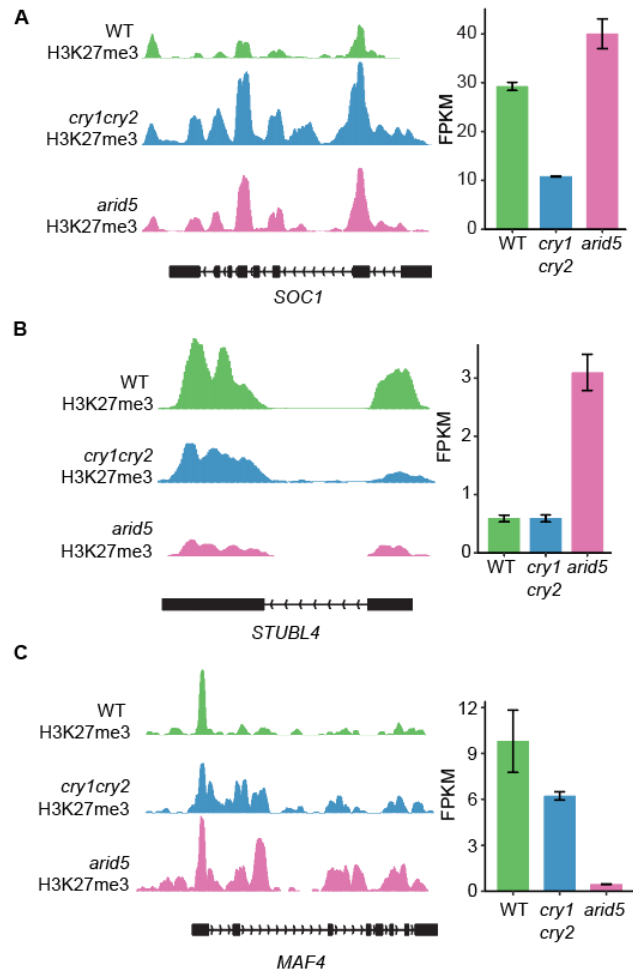 A
WT
H3K27me3
cry1cry2
H3K27me3
arid5
H3K27me3
SOC1
FPKM
40
30
20
10
0
WT
cry1
cry2
arid5
B
WT
H3K27me3
cry1cry2
H3K27me3
arid5
H3K27me3
STUBL4
FPKM
3
2
1
0
WT
cry1
cry2
arid5
C
WT
H3K27me3
cry1cry2
H3K27me3
arid5
H3K27me3
MAF4
FPKM
12
9
6
3
0
WT
cry1
cry2
arid5